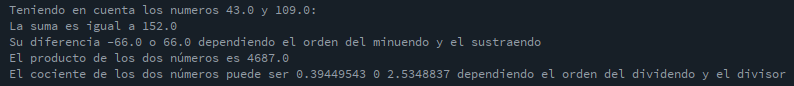 Teniendo en cuenta los numeros 43.0 y 109.0:
La suma es igual a 152.0
Su diferencia -66.0 o 66.0 dependiendo el orden del minuendo y el sustraendo
El producto de los dos números es 4687.0
El cociente de los dos números puede ser 0.39449543 0 2.5348837 dependiendo el orden del dividendo y el divisor